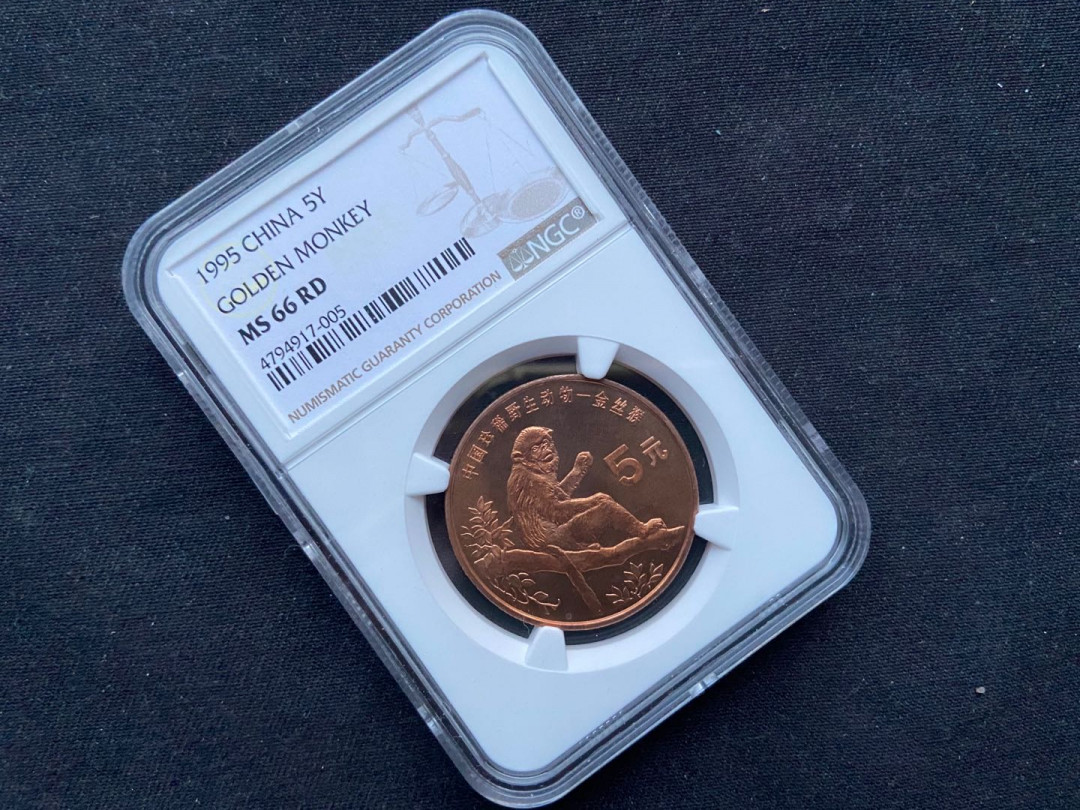 1995 CHINA 5Y
GOLDEN MONKEY
MS 66 RD
4794917-005
NGC®
NUMISMATIC GUARANTY CORPORATION
中国珍稀野生动物—金丝猴
5元